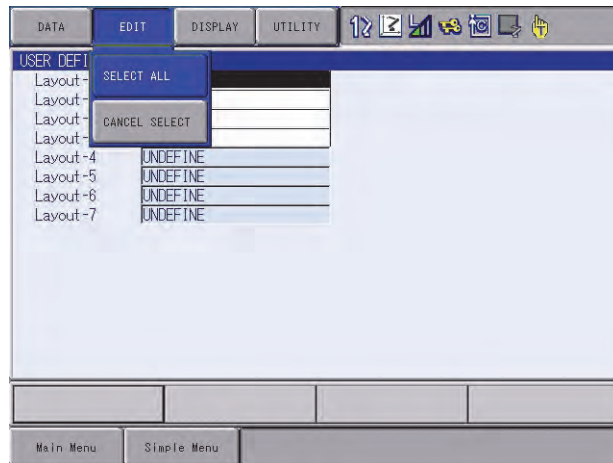 DATA EDIT DISPLAY UTILITY
USER DEFI
SELECT ALL
CANCEL SELECT
Layout-
Layout-
Layout-
Layout-
Layout-4 UNDEFINE
Layout-5 UNDEFINE
Layout-6 UNDEFINE
Layout-7 UNDEFINE
Main Menu Simple Menu